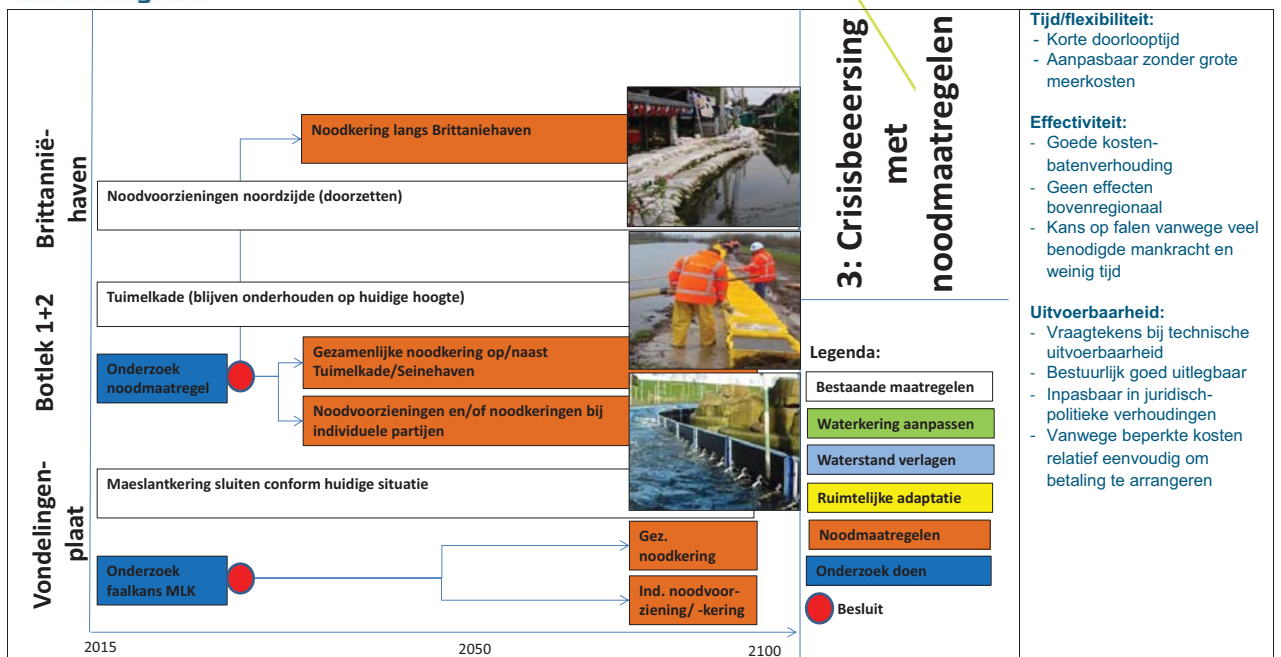 Brittannië-
haven
Noodkering langs Brittaniehaven
Noodvoorzieningen noordzijde (doorzetten)
Botlek 1+2
Tuimelkade (blijven onderhouden op huidige hoogte)
Onderzoek
noodmaatregel
Gezamenlijke noodkering op/naast
Tuimelkade/Seinehaven
Noodvoorzieningen en/of noodkeringen bij
individuele partijen
Vondelingen-
plaat
Maeslantkering sluiten conform huidige situatie
Onderzoek
faalkans MLK
Gez.
noodkering
Ind. noodvoor-
ziening/ -kering
2015
2050
2100
3: Crisisbeeersing
met
noodmaatregelen
Legenda:
Bestaande maatregelen
Waterkering aanpassen
Waterstand verlagen
Ruimtelijke adaptatie
Noodmaatregelen
Onderzoek doen
Besluit
Tijd/flexibiliteit:
- Korte doorlooptijd
- Aanpasbaar zonder grote
meerkosten
Effectiviteit:
- Goede kosten-
batenverhouding
- Geen effecten
bovenregionaal
- Kans op falen vanwege veel
benodigde mankracht en
weinig tijd
Uitvoerbaarheid:
- Vraagtekens bij technische
uitvoerbaarheid
- Bestuurlijk goed uitlegbaar
- Inpasbaar in juridisch-
politieke verhoudingen
- Vanwege beperkte kosten
relatief eenvoudig om
betaling te arrangeren